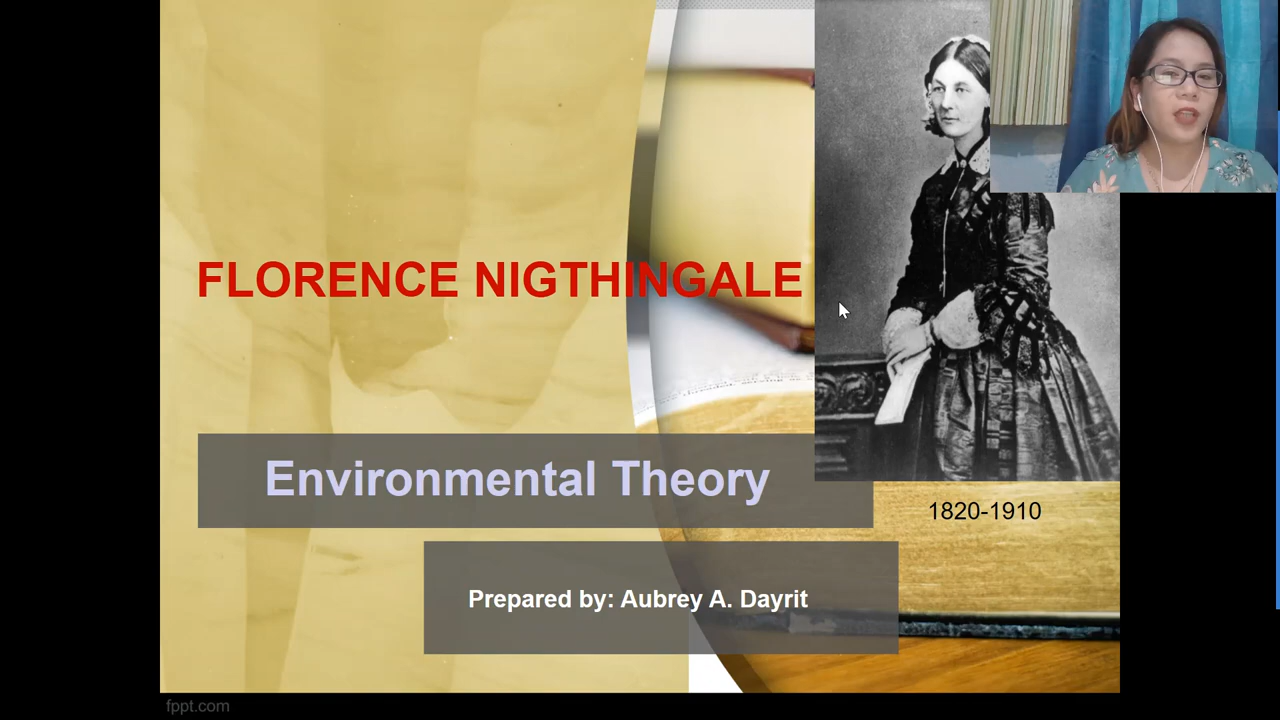 FLORENCE NIGTHINGALE
Environmental Theory
1820-1910
Prepared by: Aubrey A. Dayrit
fppt.com